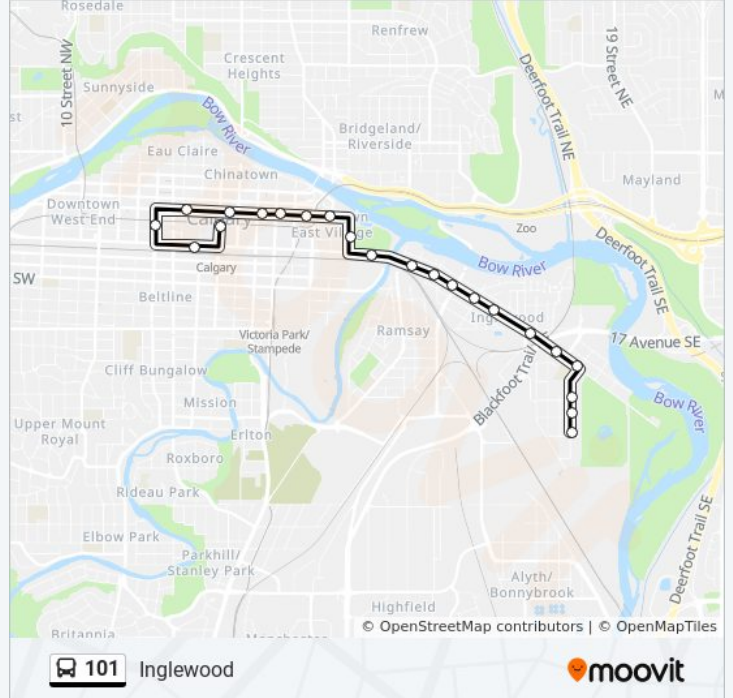 Rosedale
Renfrew
10 Street NW
19 Street NE
Crescent
Heights
Deerfoot Trail NE
Sunnyside
Bow River
Bridgeland/
Riverside
Eau Claire
Chinatown
Mayland
Downtown
West End
Calgary
East Village
Zoo
Deerfoot Trail SE
SW
Calgary
Bow River
Beltline
Inglewood
Victoria Park/
Stampede
Ramsay
17 Avenue SE
Cliff Bungalow
Blackfoot Trail
Mission
Bow River
Upper Mount
Royal
Erlton
Roxboro
Rideau Park
Elbow Park
Deerfoot Trail SE
Parkhill/
Stanley Park
Alyth/
Bonnybrook
Highfield
© OpenStreetMap contributors | © OpenMapTiles
Britannia
101 Inglewood
moovit